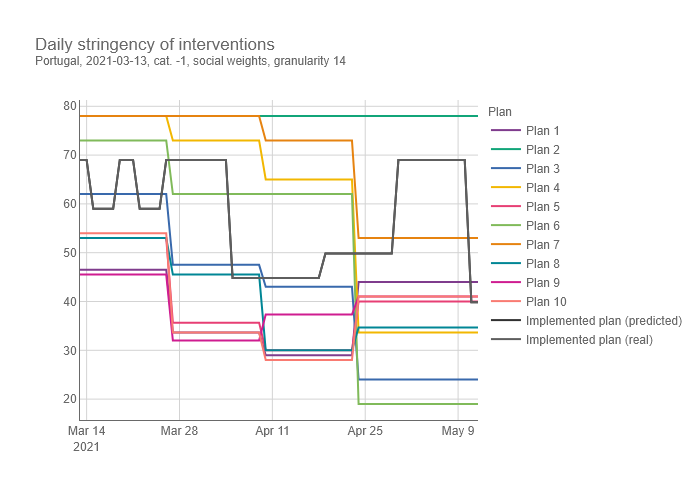 Daily stringency of interventions
Portugal, 2021-03-13, cat. -1, social weights, granularity 14
80
70
60
50
40
30
20
Mar 14
2021
Mar 28
Apr 11
Apr 25
May 9
Plan
Plan 1
Plan 2
Plan 3
Plan 4
Plan 5
Plan 6
Plan 7
Plan 8
Plan 9
Plan 10
Implemented plan (predicted)
Implemented plan (real)